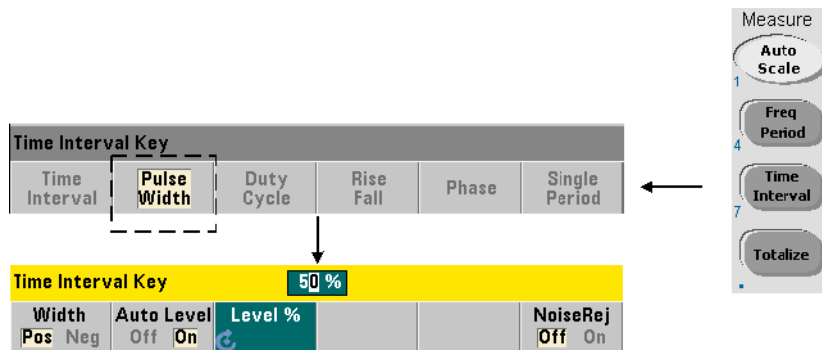 Measure
Auto
Scale
1
Freq
Period
4
Time
Interval
7
Totalize
.
Time Interval Key
Time Interval
Pulse Width
Duty Cycle
Rise Fall
Phase
Single Period
Time Interval Key 50 %
Width Auto Level Level % NoiseRej
Pos Neg Off On Off On